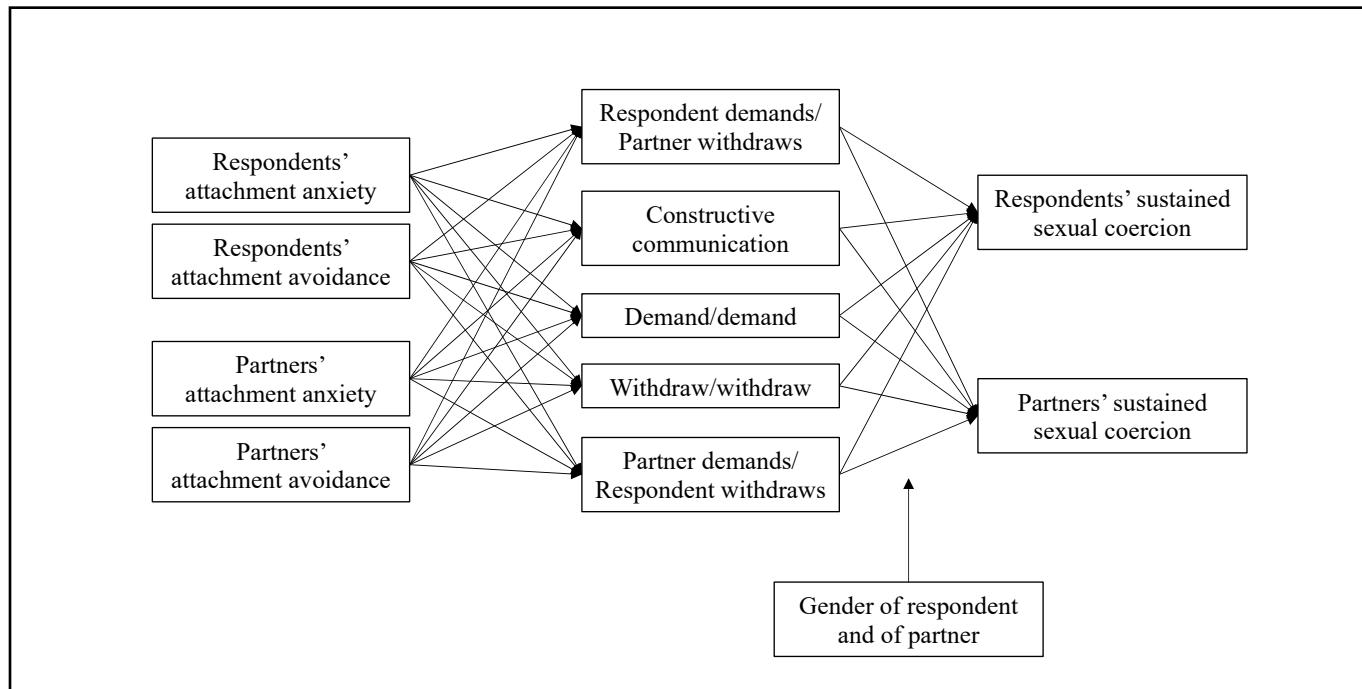 Respondents’
attachment anxiety
Respondents’
attachment avoidance
Partners’
attachment anxiety
Partners’
attachment avoidance
Respondent demands/
Partner withdraws
Constructive
communication
Demand/demand
Withdraw/withdraw
Partner demands/
Respondent withdraws
Respondents’ sustained
sexual coercion
Partners’ sustained
sexual coercion
Gender of respondent
and of partner